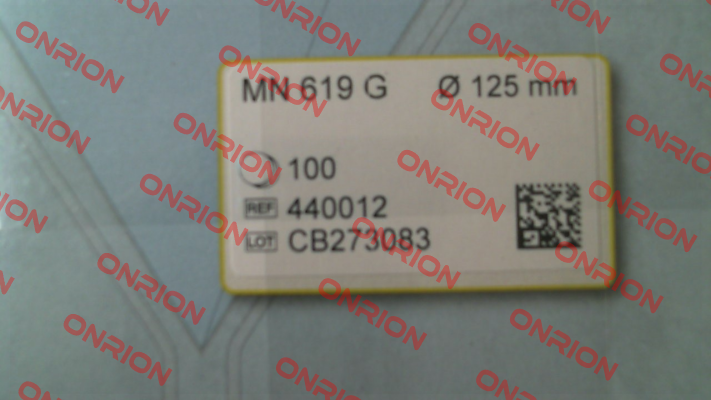 MN 619 G Ø 125 mm
100
REF 440012
LOT CB273083
ONRION